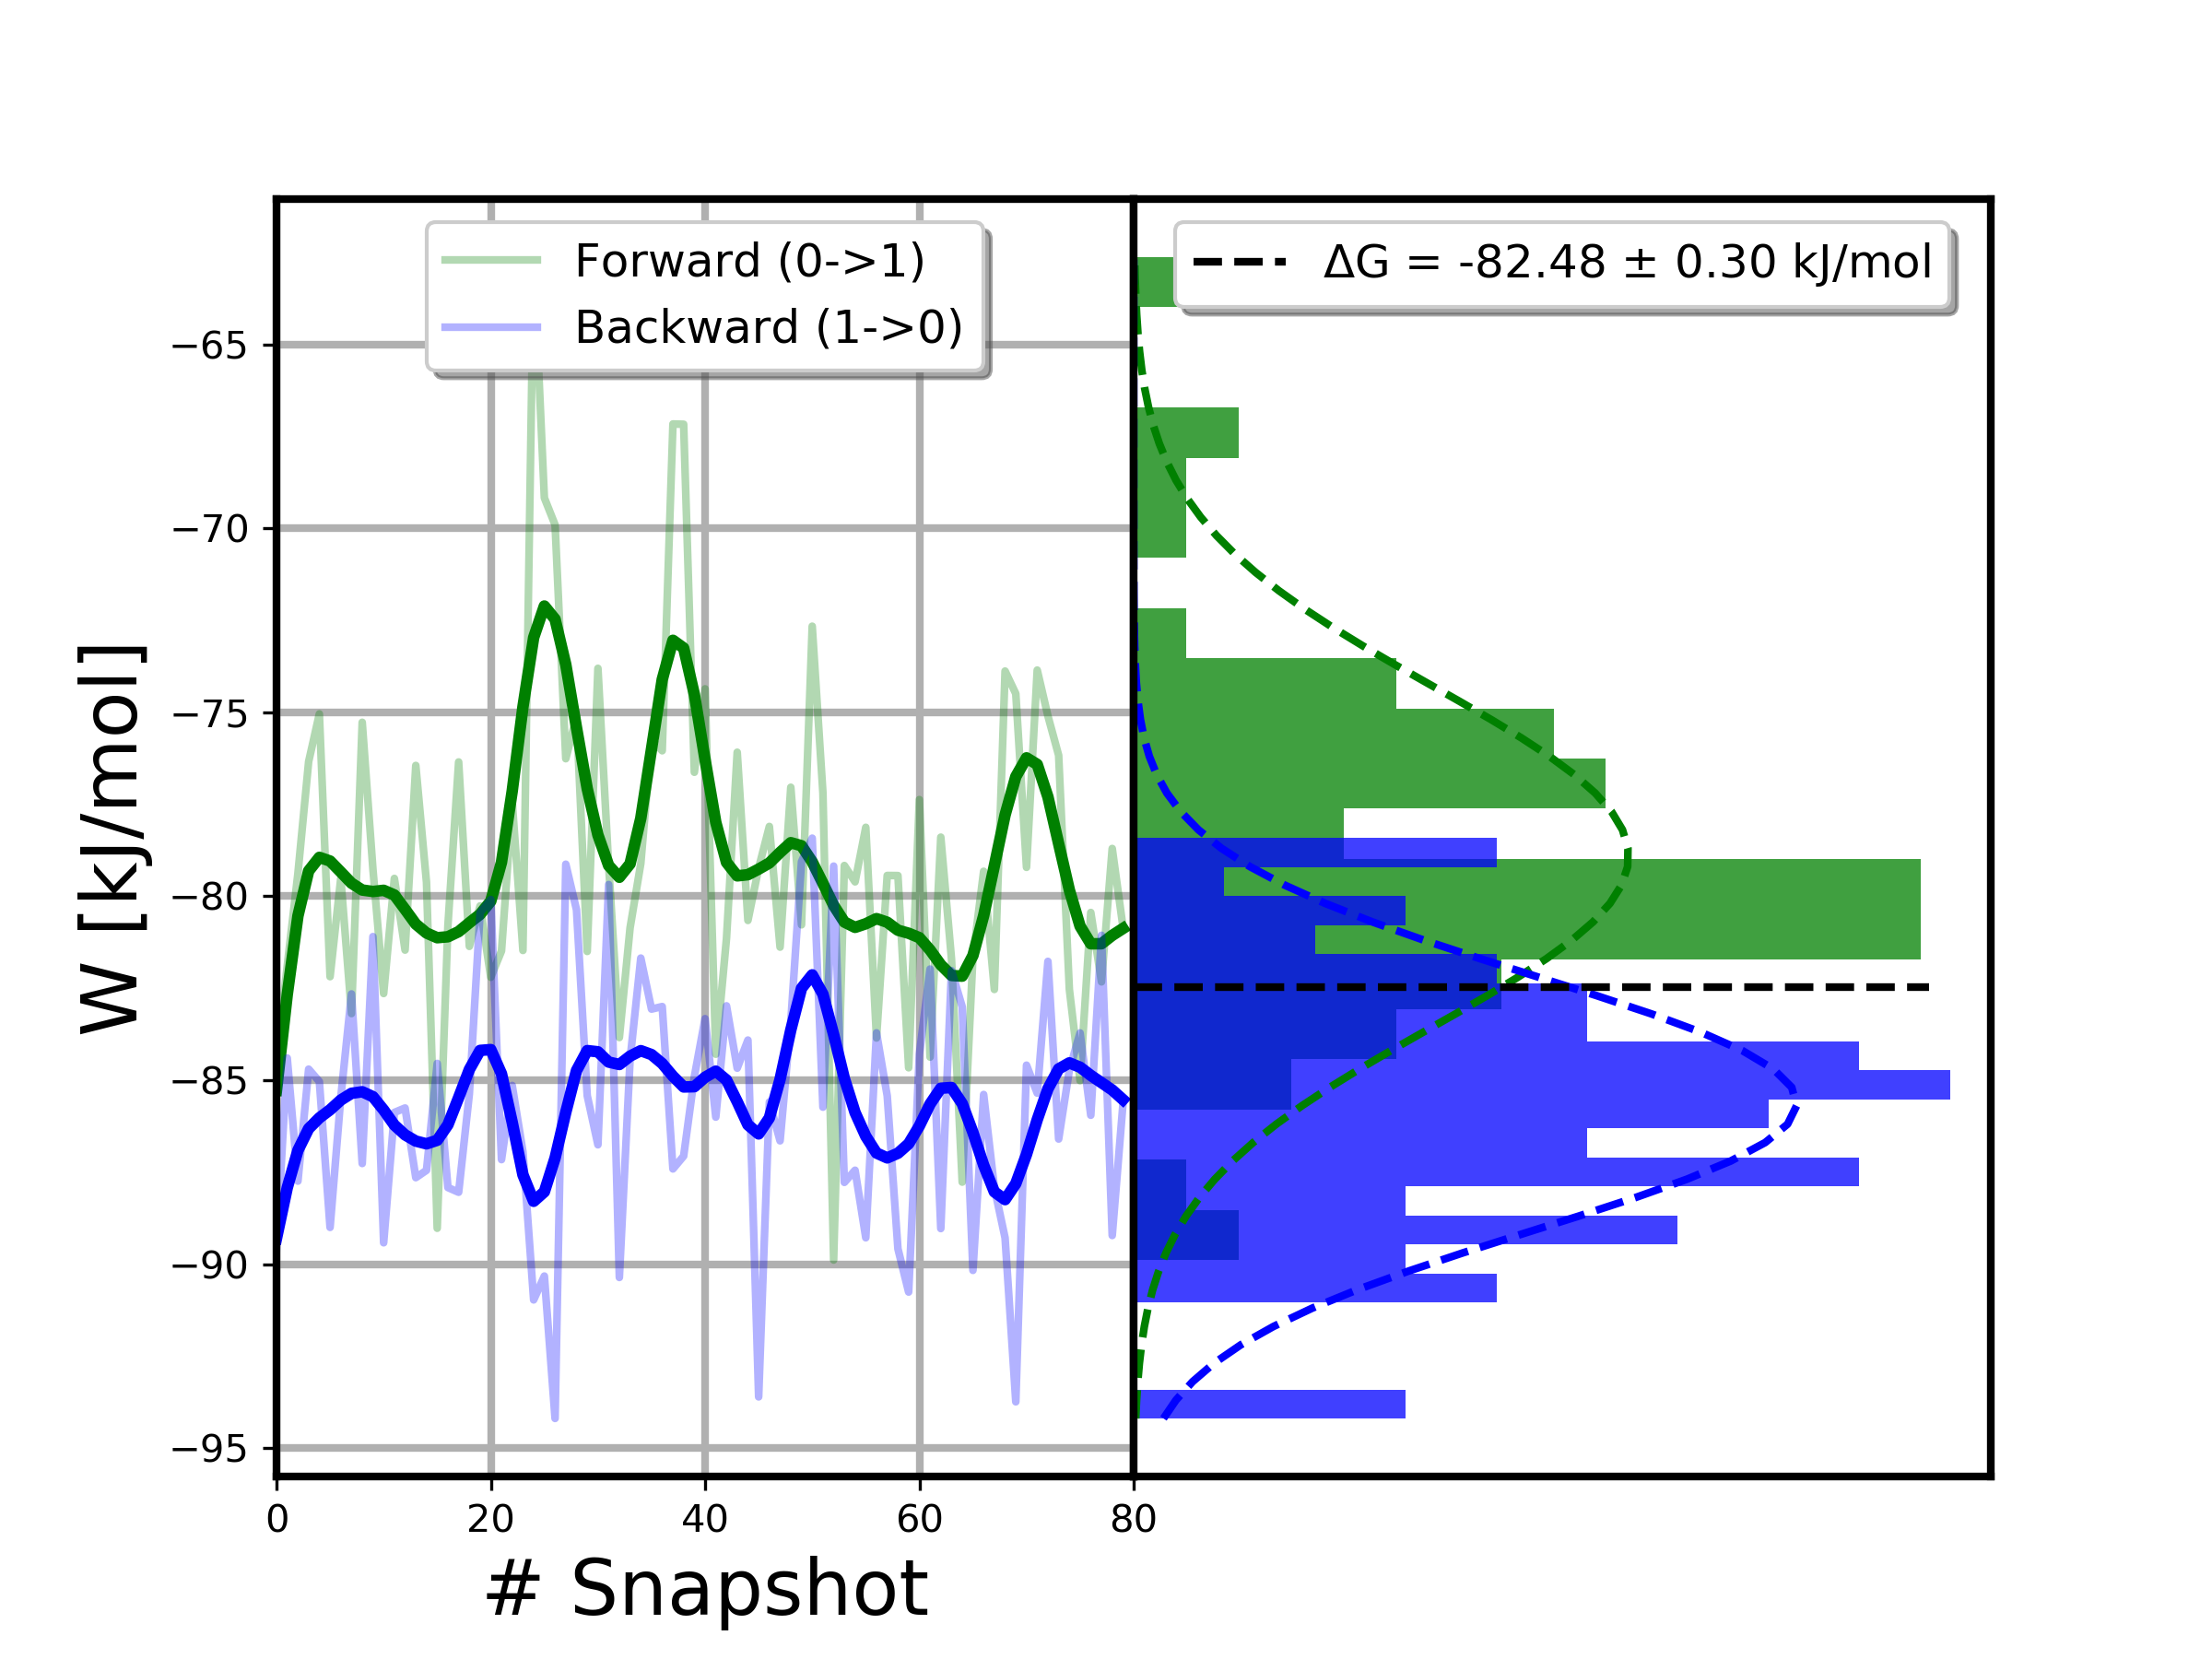 Forward (0->1)
Backward (1->0)
ΔG = -82.48 ± 0.30 kJ/mol
W [kJ/mol]
−65
−70
−75
−80
−85
−90
−95
0 20 40 60 80
# Snapshot